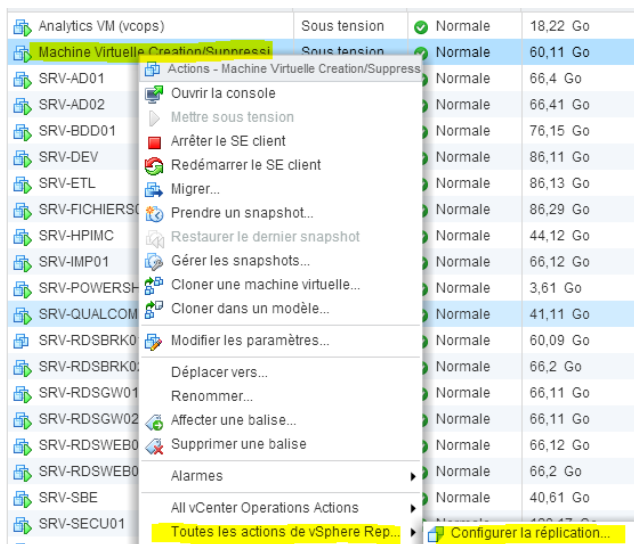 Analytics VM (vcops) Sous tension Normale 18,22 Go
Machine Virtuelle Creation/Suppressi Sous tension Normale 60,11 Go
Actions - Machine Virtuelle Creation/Suppress
SRV-AD01 Normale 66,4 Go
Ouvrir la console
SRV-AD02 Normale 66,41 Go
Mettre sous tension
SRV-BDD01 Normale 76,15 Go
Arrêter le SE client
SRV-DEV Normale 86,11 Go
Redémarrer le SE client
SRV-ETL Normale 86,13 Go
Migrer...
SRV-FICHIERS0 Normale 86,29 Go
Prendre un snapshot...
SRV-HPIMC Normale 44,12 Go
Restaurer le dernier snapshot
SRV-IMP01 Normale 66,12 Go
Gérer les snapshots...
SRV-POWERSH Normale 3,61 Go
Cloner une machine virtuelle...
SRV-QUALCOM Normale 41,11 Go
Cloner dans un modèle...
SRV-RDSBRK0 Normale 60,09 Go
Modifier les paramètres...
SRV-RDSBRK02 Normale 66,2 Go
Déplacer vers...
SRV-RDSGW01 Normale 66,11 Go
Renommer...
SRV-RDSGW02 Normale 66,11 Go
Affecter une balise...
SRV-RDSWEB0 Normale 66,12 Go
Supprimer une balise
SRV-RDSWEB0 Normale 66,2 Go
Alarmes
SRV-SBE Normale 40,61 Go
All vCenter Operations Actions
SRV-SECU01
Toutes les actions de vSphere Rep...
Configurer la réplication...